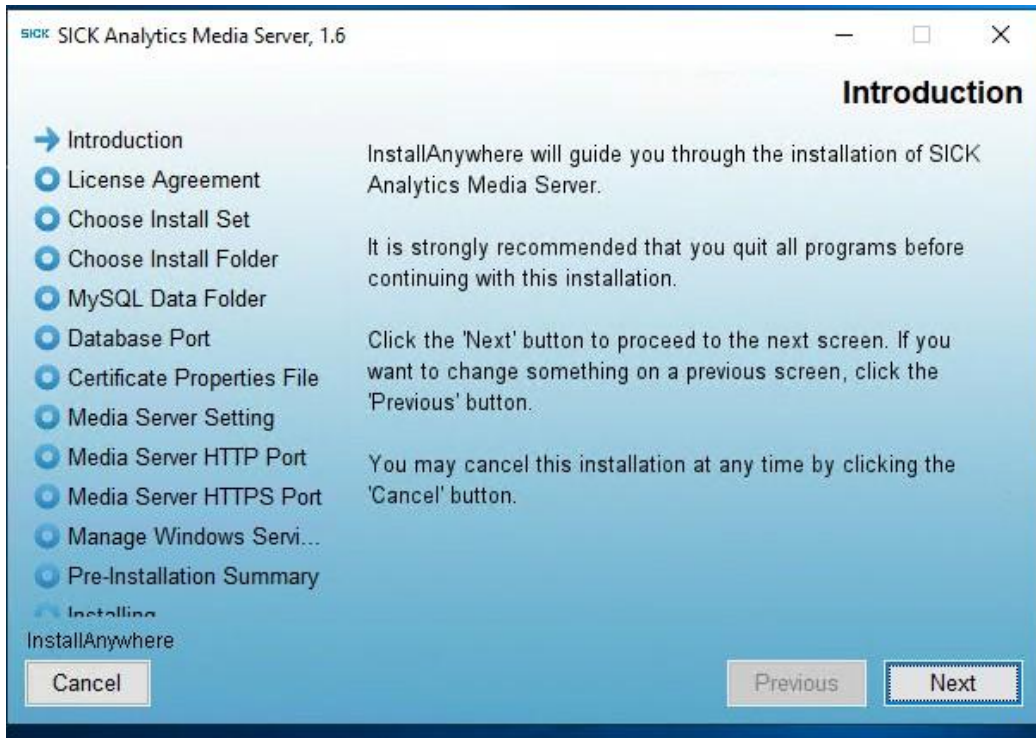 SICK SICK Analytics Media Server, 1.6
Introduction
Introduction
License Agreement
Choose Install Set
Choose Install Folder
MySQL Data Folder
Database Port
Certificate Properties File
Media Server Setting
Media Server HTTP Port
Media Server HTTPS Port
Manage Windows Servi...
Pre-Installation Summary
Installing
InstallAnywhere will guide you through the installation of SICK
Analytics Media Server.
It is strongly recommended that you quit all programs before
continuing with this installation.
Click the 'Next' button to proceed to the next screen. If you
want to change something on a previous screen, click the
'Previous' button.
You may cancel this installation at any time by clicking the
'Cancel' button.
InstallAnywhere
Cancel
Previous
Next